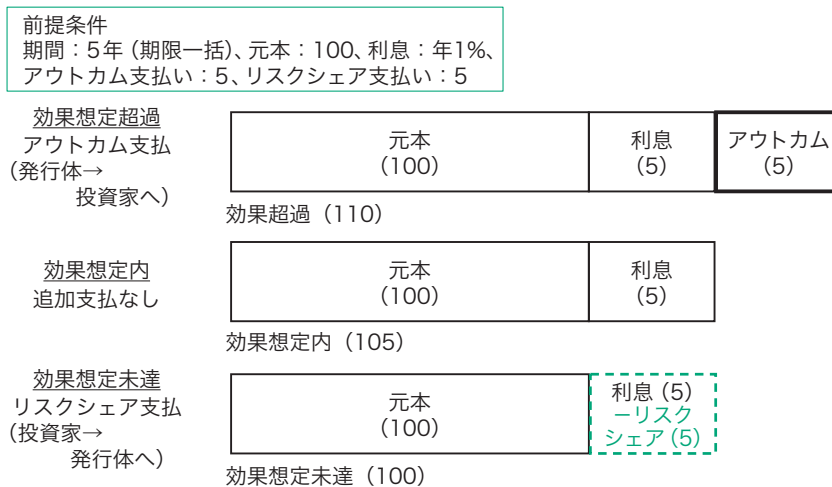 前提条件
期間：5年（期限一括）、元本：100、利息：年1%、
アウトカム支払い：5、リスクシェア支払い：5
効果想定超過
アウトカム支払
（発行体→
投資家へ）
元本
（100）
利息
（5）
アウトカム
（5）
効果超過（110）
効果想定内
追加支払なし
元本
（100）
利息
（5）
効果想定内（105）
効果想定未達
リスクシェア支払
（投資家→
発行体へ）
元本
（100）
利息（5）
－リスク
シェア（5）
効果想定未達（100）